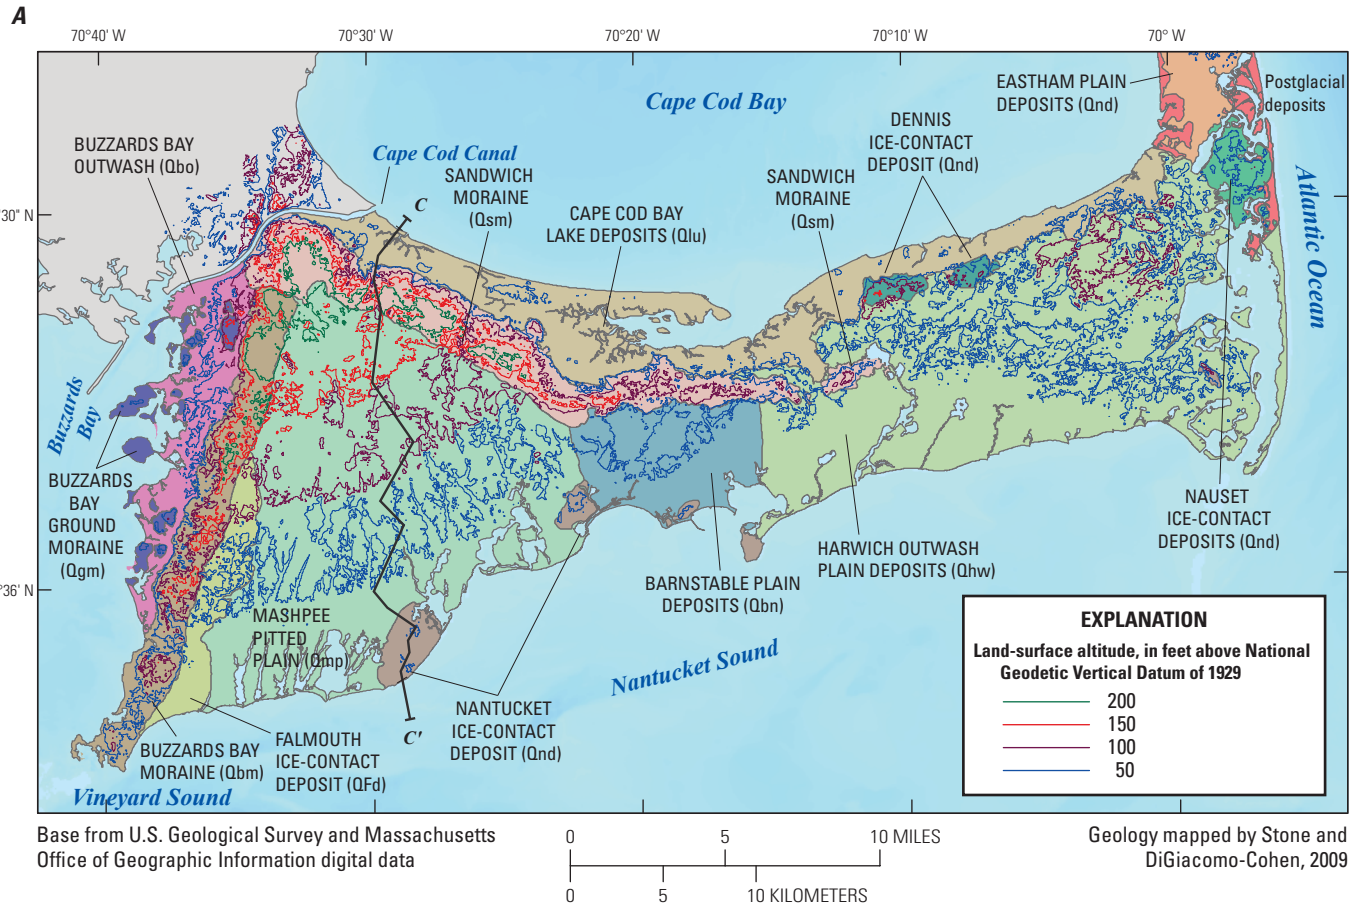 A
70°40' W
70°30' W
70°20' W
70°10' W
70° W
EASTHAM PLAIN
DEPOSITS (Qnd)
Postglacial
deposits
Cape Cod Bay
DENNIS
ICE-CONTACT
DEPOSIT (Qnd)
BUZZARDS BAY
OUTWASH (Qbo)
Cape Cod Canal
SANDWICH
MORAINE
(Qsm)
SANDWICH
MORAINE
(Qsm)
Atlantic Ocean
C
CAPE COD BAY
LAKE DEPOSITS (Qlu)
30" N
Buzzards
Bay
BUZZARDS
BAY
GROUND
MORAINE
(Qgm)
NAUSET
ICE-CONTACT
DEPOSITS (Qnd)
HARWICH OUTWASH
PLAIN DEPOSITS (Qhw)
BARNSTABLE PLAIN
DEPOSITS (Qbn)
36' N
MASHPEE
PITTED
PLAIN (Qmp)
Nantucket Sound
NANTUCKET
ICE-CONTACT
DEPOSIT (Qnd)
C'
BUZZARDS BAY
MORAINE (Qbm)
FALMOUTH
ICE-CONTACT
DEPOSIT (QFd)
Vineyard Sound
EXPLANATION
Land-surface altitude, in feet above National
Geodetic Vertical Datum of 1929
200
150
100
50
Base from U.S. Geological Survey and Massachusetts
Office of Geographic Information digital data
0 5 10 MILES
0 5 10 KILOMETERS
Geology mapped by Stone and
DiGiacomo-Cohen, 2009